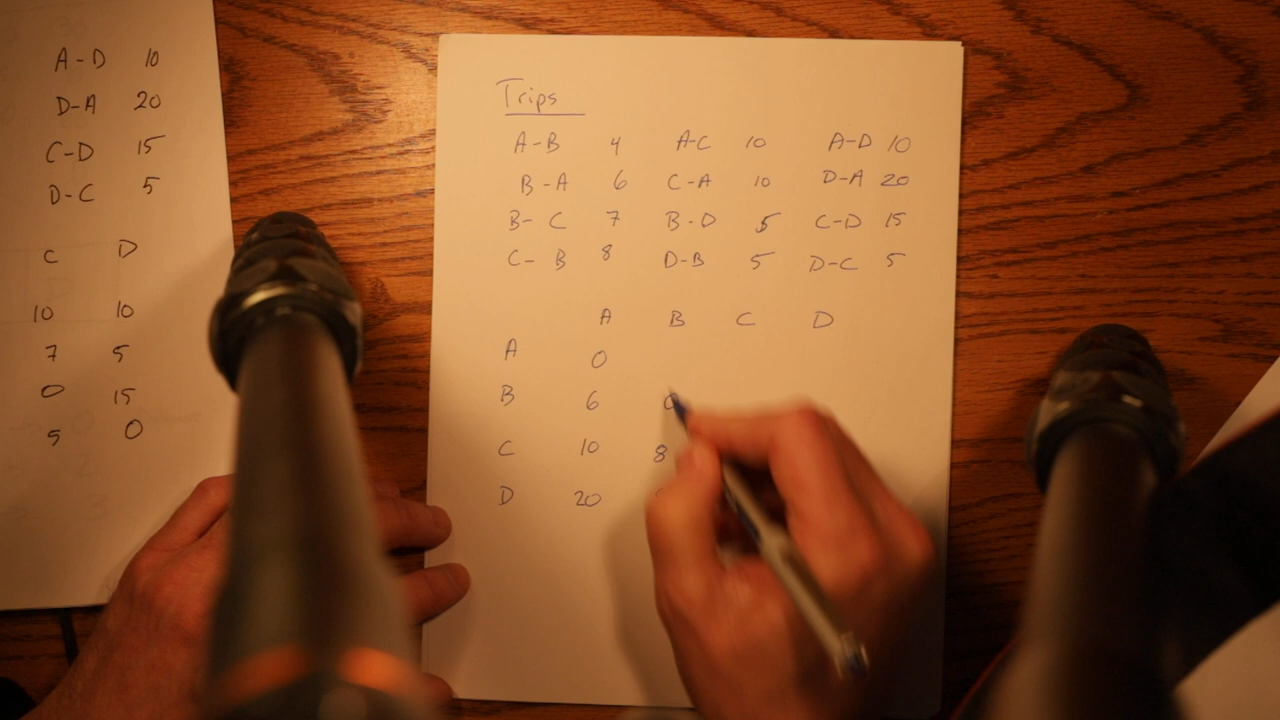 A-D 10
D-A 20
C-D 15
D-C 5
C D
10 10
7 5
0 15
5 0
Trips
A-B 4 A-C 10 A-D 10
B-A 6 C-A 10 D-A 20
B-C 7 B-D 5 C-D 15
C-B 8 D-B 5 D-C 5
A B C D
A 0
B 6 0
C 10 8
D 20